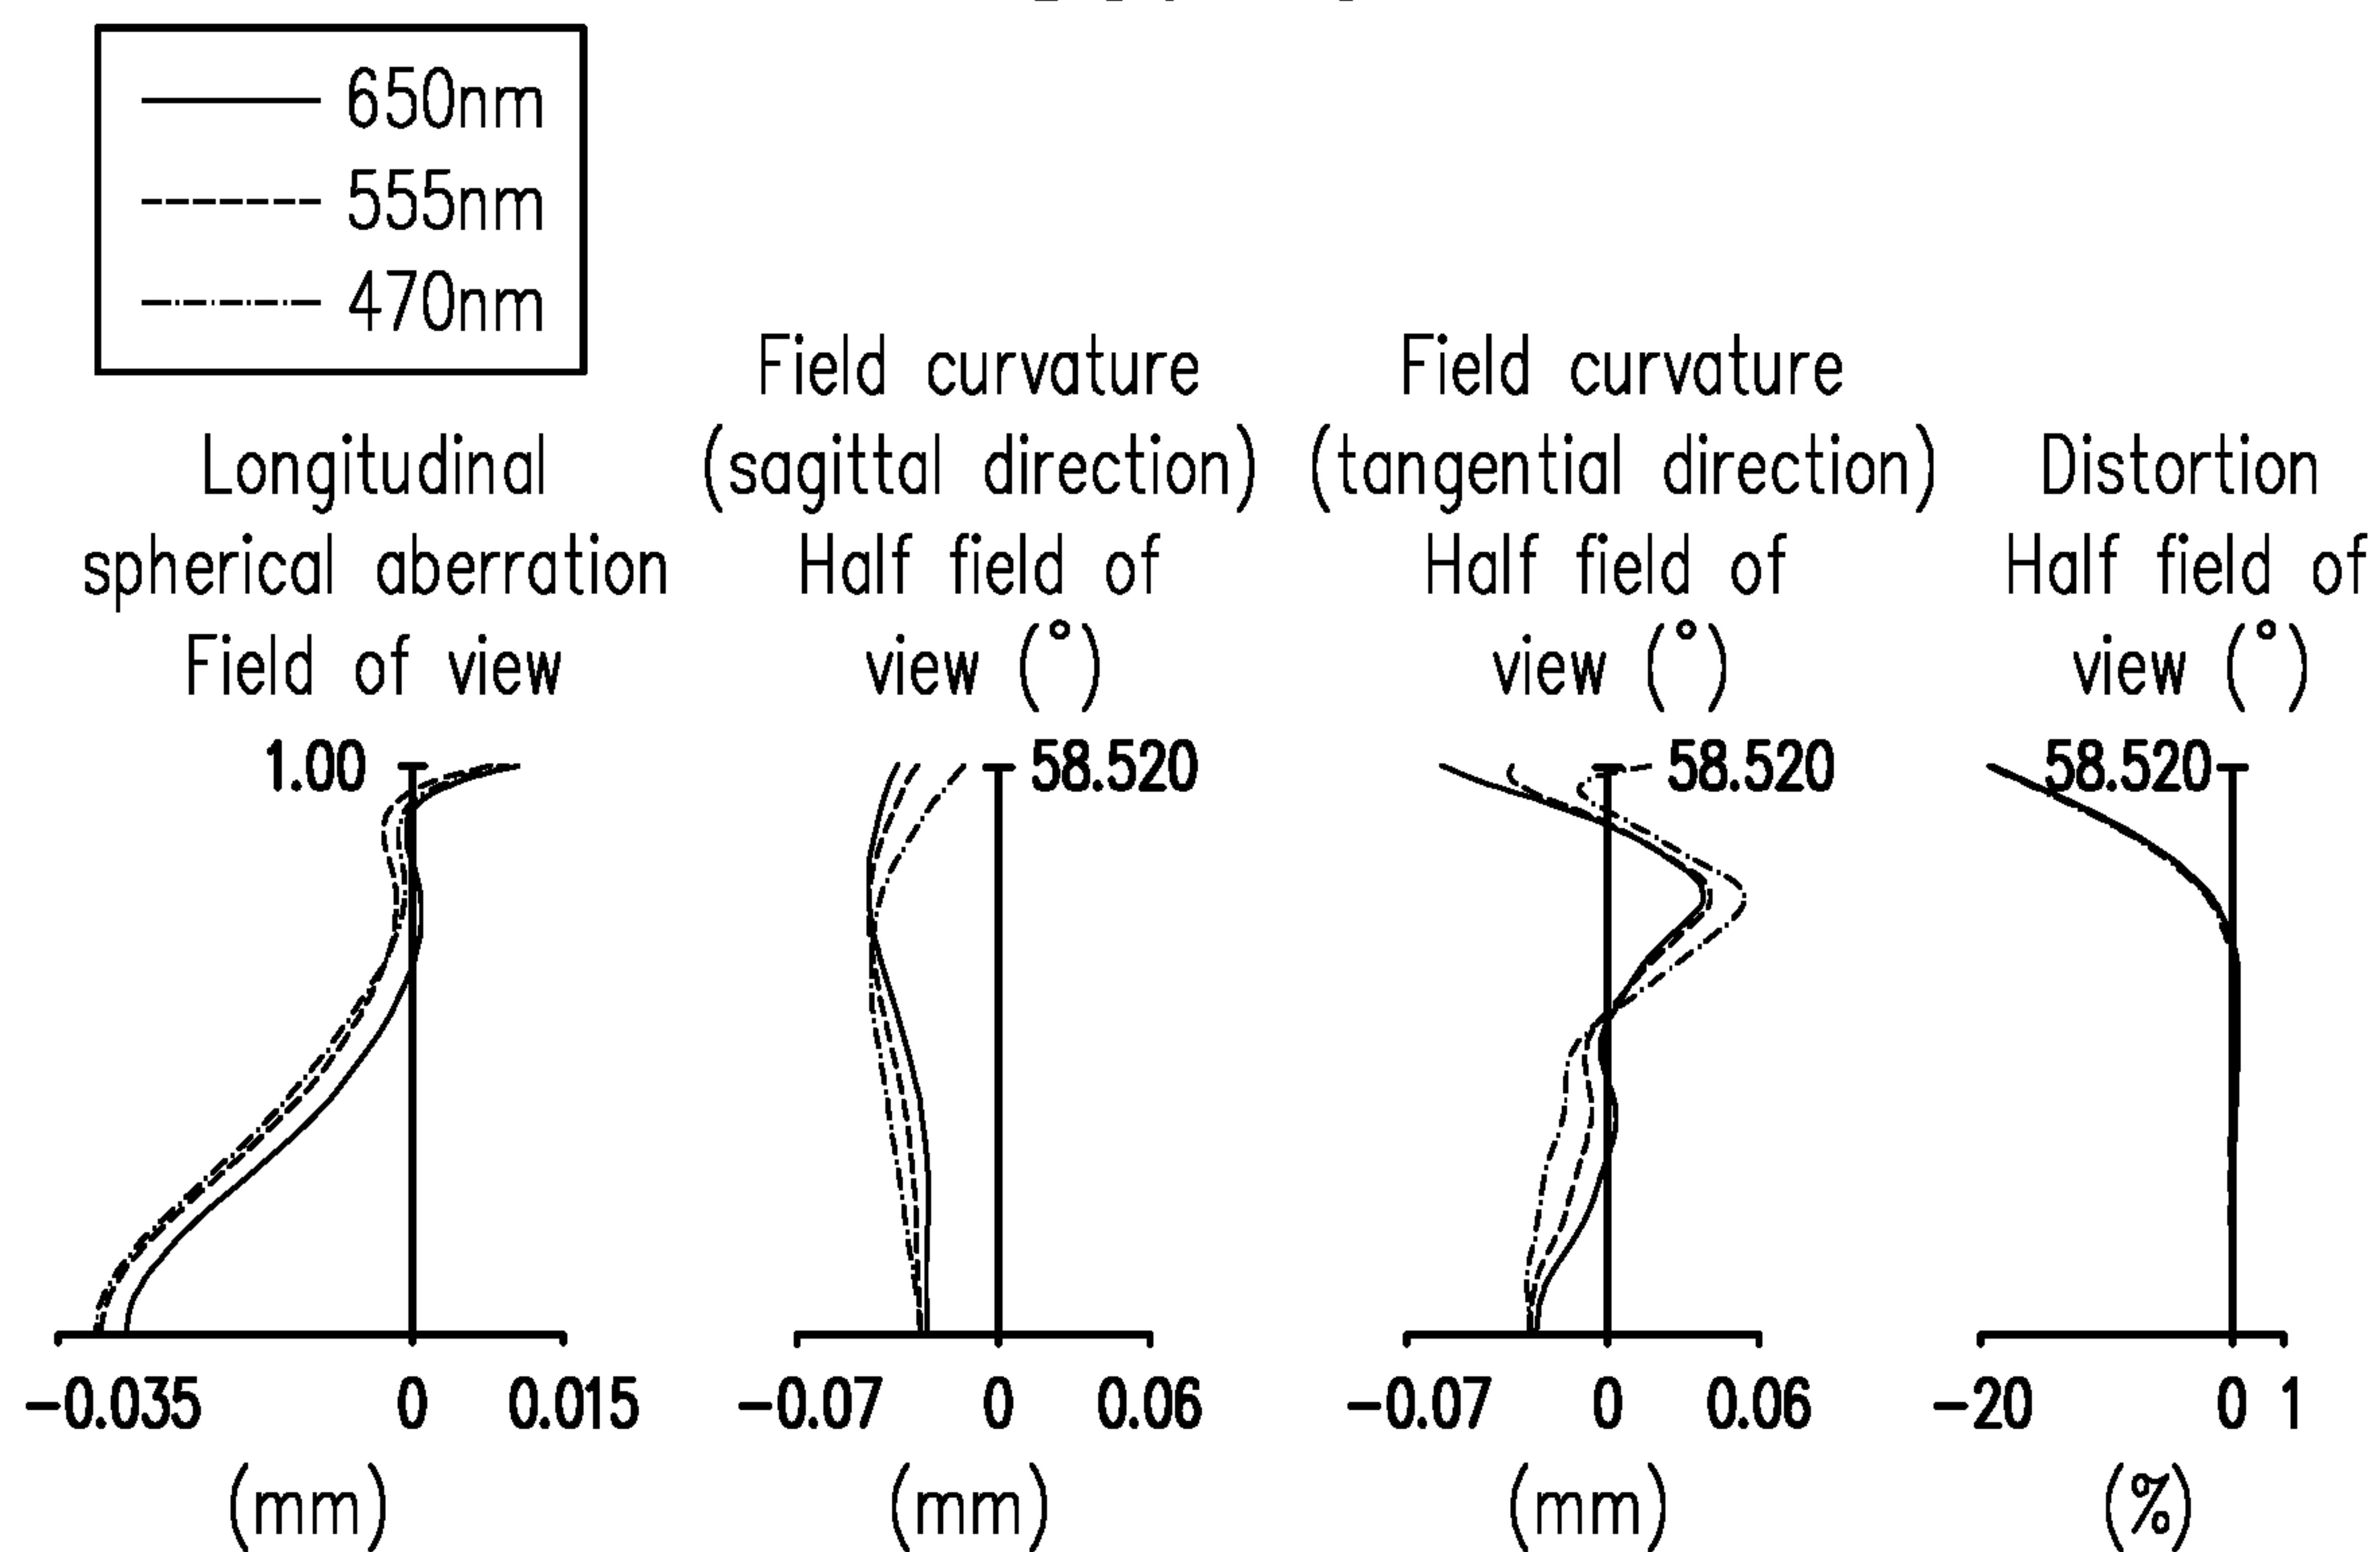 650nm
555nm
470nm
Longitudinal
spherical aberration
Field of view
1.00
-0.035 0 0.015
(mm)
Field curvature
(sagittal direction)
Half field of
view (°)
58.520
-0.07 0 0.06
(mm)
Field curvature
(tangential direction)
Half field of
view (°)
58.520
-0.07 0 0.06
(mm)
Distortion
Half field of
view (°)
58.520
-20 0 1
(%)